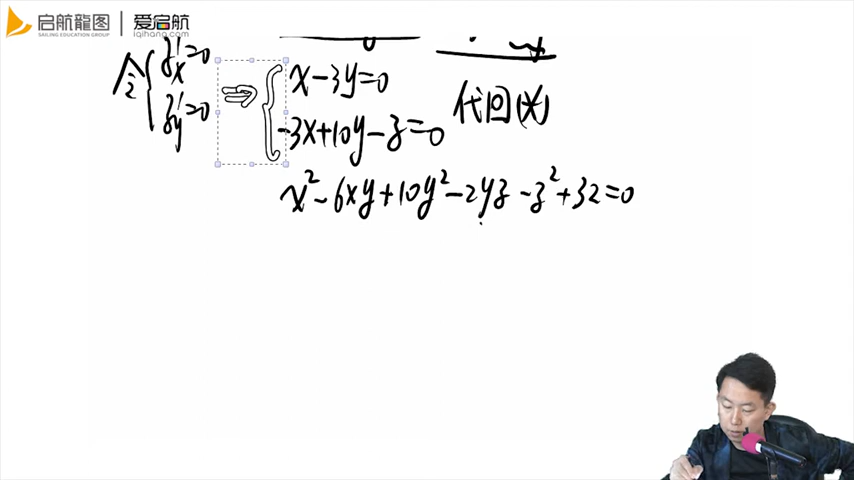 启航龍图 爱启航
SAILING EDUCATION GROUP iqihang.com
令 { z'x=0
z'y=0
⇒ { x-3y=0
-3x+10y-z=0
代回(*)
x²-6xy+10y²-2yz-z²+32=0